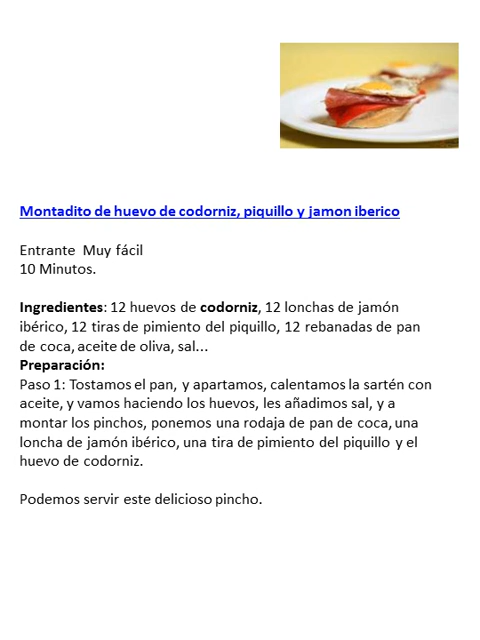 Montadito de huevo de codorniz, piquillo y jamon iberico
Entrante Muy fácil
10 Minutos.
Ingredientes: 12 huevos de codorniz, 12 lonchas de jamón
ibérico, 12 tiras de pimiento del piquillo, 12 rebanadas de pan
de coca, aceite de oliva, sal...
Preparación:
Paso 1: Tostamos el pan, y apartamos, calentamos la sartén con
aceite, y vamos haciendo los huevos, les añadimos sal, y a
montar los pinchos, ponemos una rodaja de pan de coca, una
loncha de jamón ibérico, una tira de pimiento del piquillo y el
huevo de codorniz.
Podemos servir este delicioso pincho.